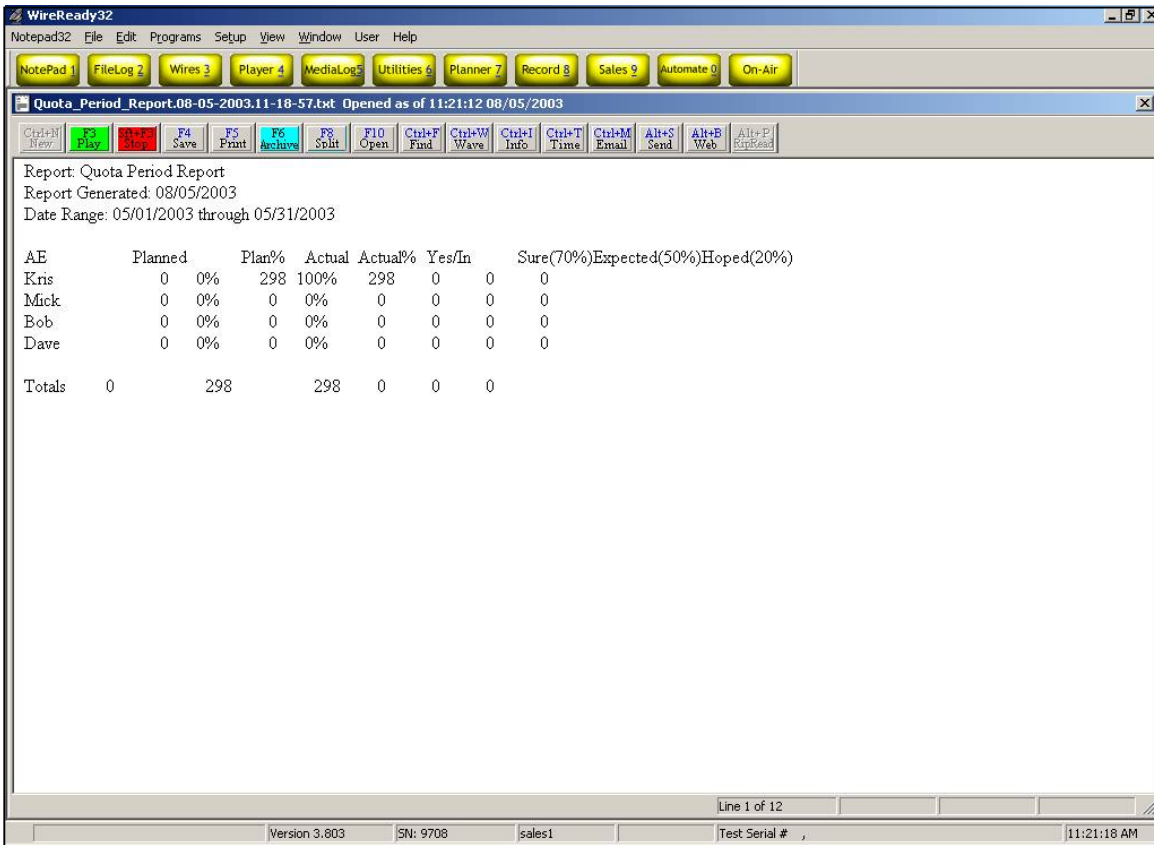 WireReady32
Notepad32 File Edit Programs Setup View Window User Help
NotePad 1 FileLog 2 Wires 3 Player 4 MediaLog5 Utilities 6 Planner 7 Record 8 Sales 9 Automate 0 On-Air
Quota_Period_Report.08-05-2003.11-18-57.txt Opened as of 11:21:12 08/05/2003
Ctrl+N F3 Sft+F3 F4 F5 F6 F8 F10 Ctrl+F Ctrl+W Ctrl+I Ctrl+T Ctrl+M Alt+S Alt+B Alt+P
New Play Stop Save Print Archive Split Open Find Wave Info Time Email Send Web RipRead
Report: Quota Period Report
Report Generated: 08/05/2003
Date Range: 05/01/2003 through 05/31/2003
AE Planned Plan% Actual Actual% Yes/In Sure(70%)Expected(50%)Hoped(20%)
Kris 0 0% 298 100% 298 0 0 0
Mick 0 0% 0 0% 0 0 0 0
Bob 0 0% 0 0% 0 0 0 0
Dave 0 0% 0 0% 0 0 0 0
Totals 0 298 298 0 0 0
Line 1 of 12
Version 3.803 SN: 9708 sales1 Test Serial # , 11:21:18 AM